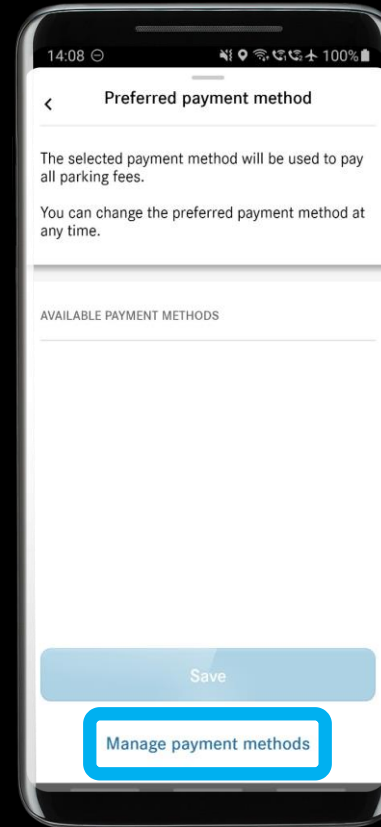 14:08
100%
Preferred payment method
The selected payment method will be used to pay
all parking fees.
You can change the preferred payment method at
any time.
AVAILABLE PAYMENT METHODS
Save
Manage payment methods